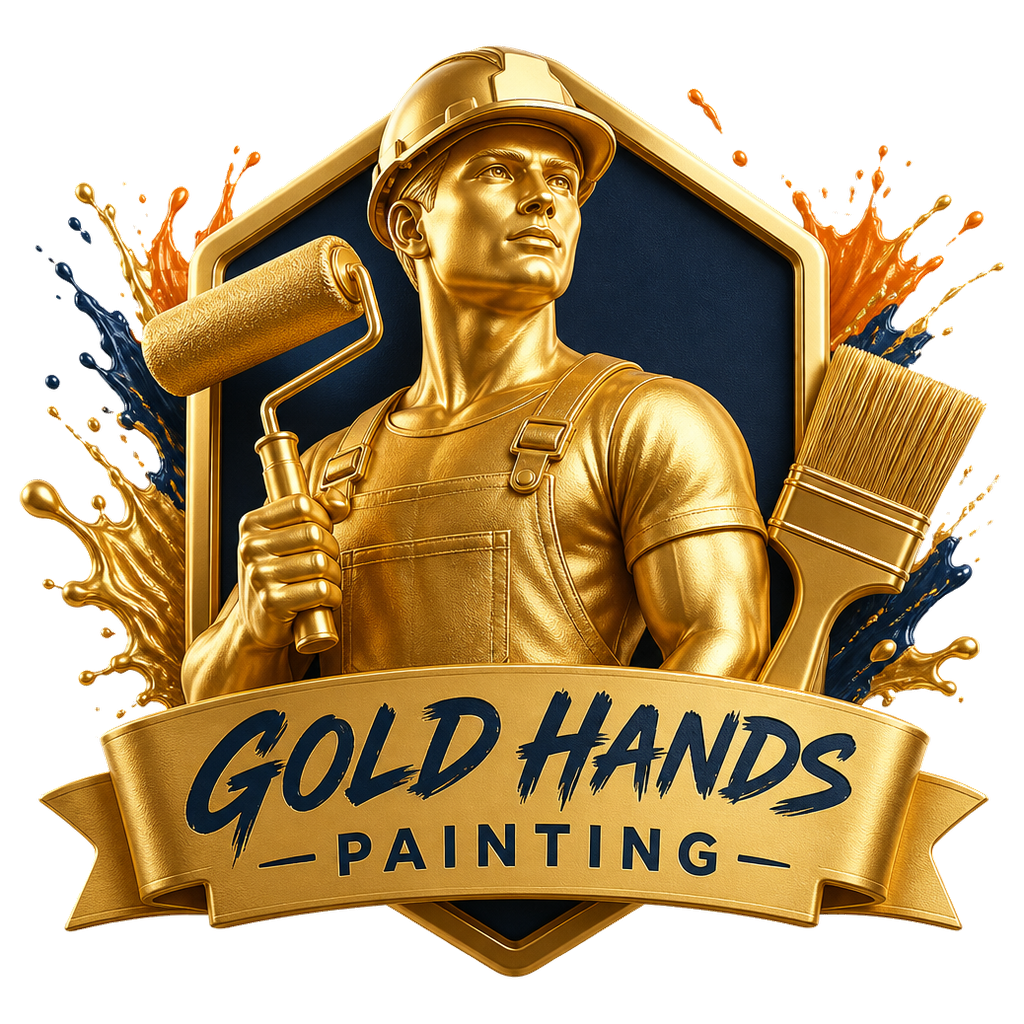 GOLD HANDS
— PAINTING —